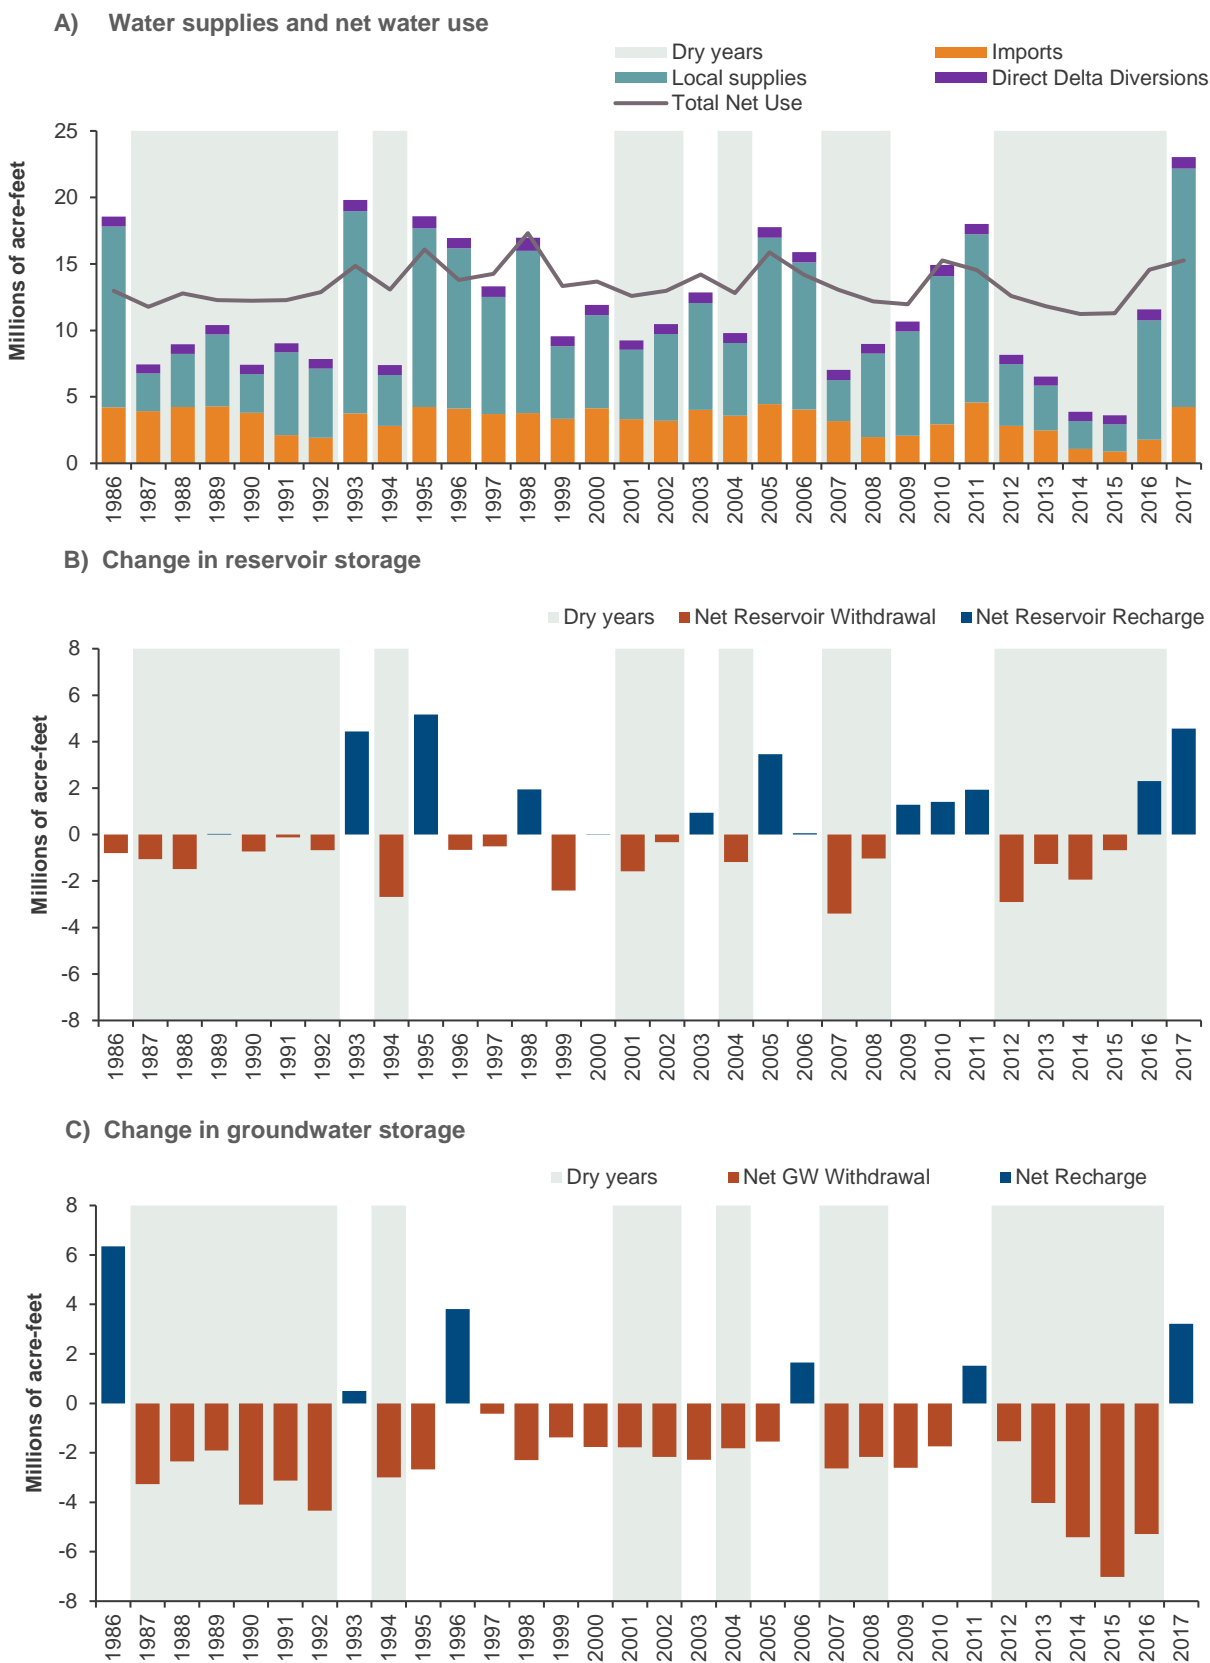 A) Water supplies and net water use
Dry years
Imports
Local supplies
Direct Delta Diversions
Total Net Use
Millions of acre-feet
25
20
15
10
5
0
1986 1987 1988 1989 1990 1991 1992 1993 1994 1995 1996 1997 1998 1999 2000 2001 2002 2003 2004 2005 2006 2007 2008 2009 2010 2011 2012 2013 2014 2015 2016 2017
B) Change in reservoir storage
Dry years Net Reservoir Withdrawal Net Reservoir Recharge
Millions of acre-feet
8
6
4
2
0
-2
-4
-6
-8
1986 1987 1988 1989 1990 1991 1992 1993 1994 1995 1996 1997 1998 1999 2000 2001 2002 2003 2004 2005 2006 2007 2008 2009 2010 2011 2012 2013 2014 2015 2016 2017
C) Change in groundwater storage
Dry years Net GW Withdrawal Net Recharge
Millions of acre-feet
8
6
4
2
0
-2
-4
-6
-8
1986 1987 1988 1989 1990 1991 1992 1993 1994 1995 1996 1997 1998 1999 2000 2001 2002 2003 2004 2005 2006 2007 2008 2009 2010 2011 2012 2013 2014 2015 2016 2017